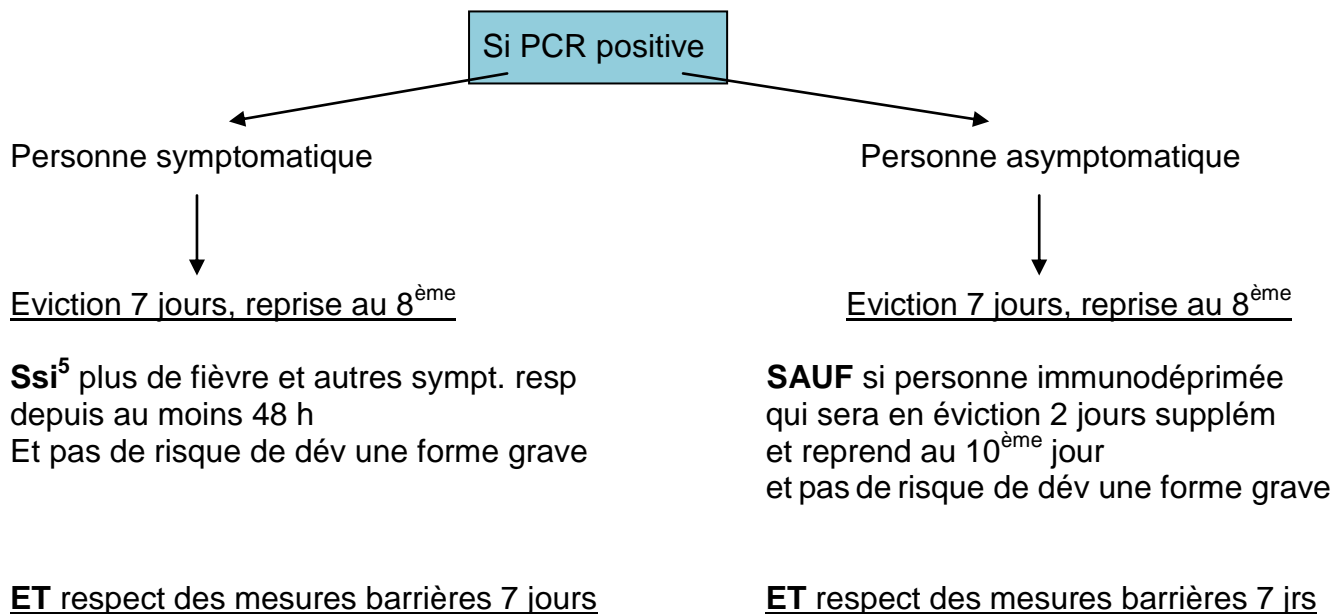 Si PCR positive
Personne symptomatique
Personne asymptomatique
Eviction 7 jours, reprise au 8ème
Eviction 7 jours, reprise au 8ème
Ssi5 plus de fièvre et autres sympt. resp
depuis au moins 48 h
Et pas de risque de dév une forme grave
SAUF si personne immunodéprimée
qui sera en éviction 2 jours supplém
et reprend au 10ème jour
et pas de risque de dév une forme grave
ET respect des mesures barrières 7 jours
ET respect des mesures barrières 7 jrs